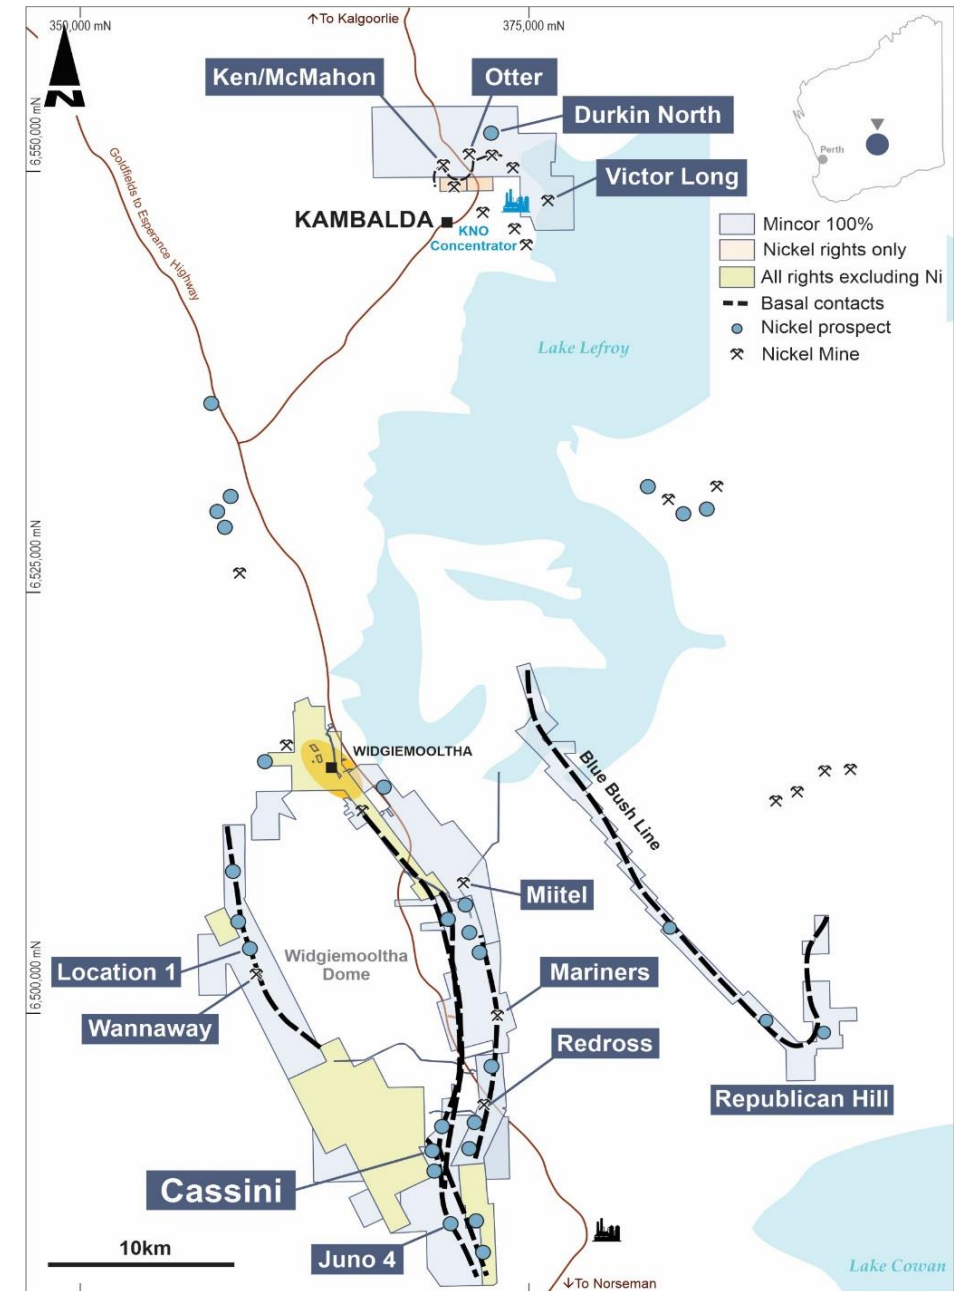 350,000 mN
↑To Kalgoorlie
375,000 mN
N
Ken/McMahon
Otter
Durkin North
Perth
6,550,000 mN
Goldfields to Esperance Highway
Victor Long
KAMBALDA
KNO
Concentrator
Mincor 100%
Nickel rights only
All rights excluding Ni
Basal contacts
Nickel prospect
Nickel Mine
Lake Lefroy
6,525,000 mN
WIDGIEMOOLTHA
Blue Bush Line
Miitel
Widgiemooltha
Dome
Location 1
Mariners
6,500,000 mN
Wannaway
Redross
Republican Hill
Cassini
10km
Juno 4
Lake Cowan
↓To Norseman